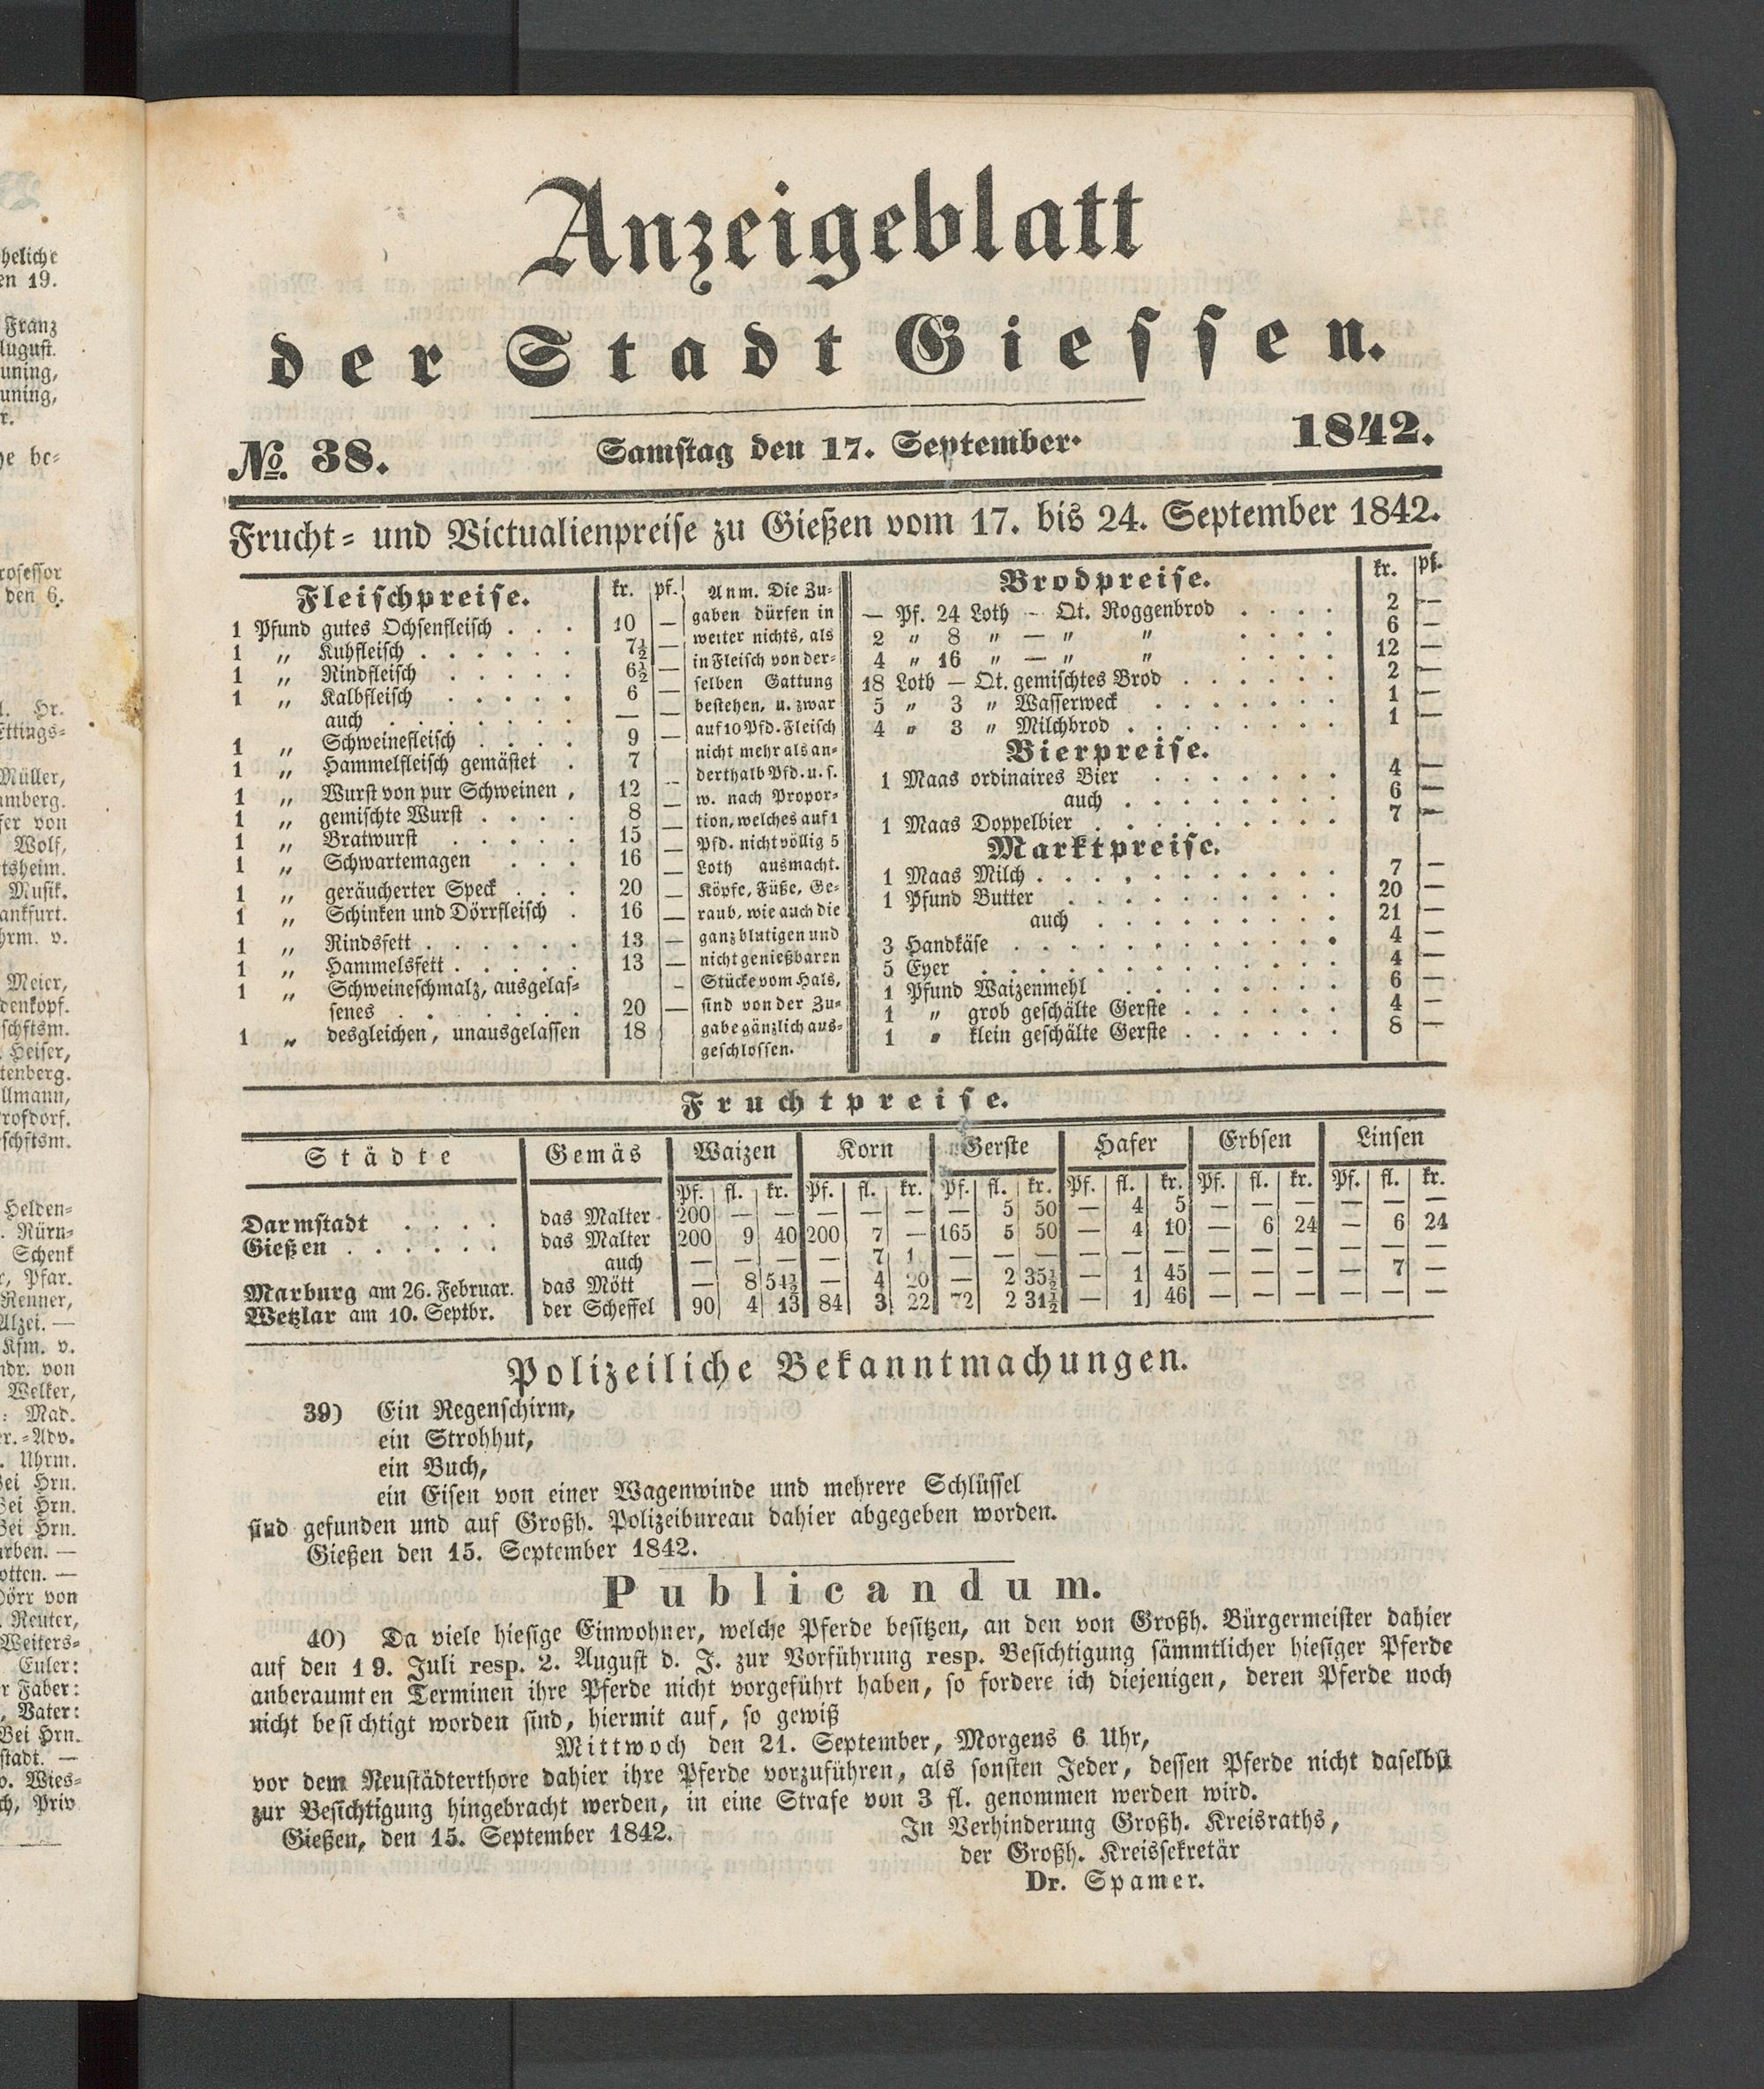 Anzeigeblatt
der Stadt Giessen.
№ 38. Samstag den 17. September. 1842.
Frucht- und Victualienpreise zu Gießen vom 17. bis 24. September 1842.
Fleischpreise. kr. pf.
1 Pfund gutes Ochsenfleisch . . . 10 —
1 „ Kuhfleisch . . . . . . 7½ —
1 „ Rindfleisch . . . . . 6½ —
1 „ Kalbfleisch . . . . . 6 —
auch . . . . . . . — —
1 „ Schweinefleisch . . . . 9 —
1 „ Hammelfleisch gemästet . 7 —
1 „ Wurst von pur Schweinen , 12 —
1 „ gemischte Wurst . . . . 8 —
1 „ Bratwurst . . . . . 15 —
1 „ Schwartemagen . . . 16 —
1 „ geräucherter Speck . . . 20 —
1 „ Schinken und Dörrfleisch . 16 —
1 „ Rindsfett . . . . . . 13 —
1 „ Hammelsfett . . . . . 13 —
1 „ Schweineschmalz, ausgelas-
senes . . . . . . . 20 —
1 „ desgleichen, unausgelassen 18
Anm. Die Zu-
gaben dürfen in
weiter nichts, als
in Fleisch von der-
selben Gattung
bestehen, u. zwar
auf 10 Pfd. Fleisch
nicht mehr als an-
derthalb Pfd. u. s.
w. nach Propor-
tion, welches auf 1
Pfd. nicht völlig 5
Loth ausmacht.
Köpfe, Füße, Ge-
raub, wie auch die
ganz blutigen und
nicht genießbaren
Stücke vom Hals,
sind von der Zu-
gabe gänzlich aus-
geschlossen.
Brodpreise. kr. pf.
— Pf. 24 Loth — Qt. Roggenbrod . . . . 2 —
2 „ 8 „ — „ „ . . . . 6 —
4 „ 16 „ — „ „ . . . . 12 —
18 Loth — Qt. gemischtes Brod . . . . . . 2 —
5 „ 3 „ Wasserweck . . . . . . . 1 —
4 „ 3 „ Milchbrod . . . . . . . . 1 —
Bierpreise.
1 Maas ordinaires Bier . . . . . . . 4 —
auch . . . . . . . . 6 —
1 Maas Doppelbier . . . . . . . . . 7 —
Marktpreise.
1 Maas Milch . . . . . . . . . . . 7 —
1 Pfund Butter . . . . . . . . . . 20 —
auch . . . . . . . . . 21 —
3 Handkäse . . . . . . . . . . . . 4 —
5 Eyer . . . . . . . . . . . . . 4 —
1 Pfund Waizenmehl . . . . . . . . 6 —
1 „ grob geschälte Gerste . . . . . . 4 —
1 „ klein geschälte Gerste . . . . . . 8 —
Fruchtpreise.
Städte Gemäs Waizen Korn Gerste Hafer Erbsen Linsen
Pf. fl. kr. Pf. fl. kr. Pf. fl. kr. Pf. fl. kr. Pf. fl. kr. Pf. fl. kr.
Darmstadt . . . . das Malter 200 — — — — — — 5 50 — 4 5 — — — — — —
Gießen . . . . . . das Malter 200 9 40 200 7 — 165 5 50 — 4 10 — 6 24 — 6 24
auch — — — — 7 1 — — — — — — — — — — — —
Marburg am 26. Februar. das Mött — 8 54½ — 4 20 — 2 35½ — 1 45 — — — — 7 —
Wetzlar am 10. Septbr. der Scheffel 90 4 13 84 3 22 72 2 31½ — 1 46 — — — — — —
Polizeiliche Bekanntmachungen.
39) Ein Regenschirm,
ein Strohhut,
ein Buch,
ein Eisen von einer Wagenwinde und mehrere Schlüssel
sind gefunden und auf Großh. Polizeibureau dahier abgegeben worden.
Gießen den 15. September 1842.
Publicandum.
40) Da viele hiesige Einwohner, welche Pferde besitzen, an den von Großh. Bürgermeister dahier
auf den 19. Juli resp. 2. August d. J. zur Vorführung resp. Besichtigung sämmtlicher hiesiger Pferde
anberaumten Terminen ihre Pferde nicht vorgeführt haben, so fordere ich diejenigen, deren Pferde noch
nicht besichtigt worden sind, hiermit auf, so gewiß
Mittwoch den 21. September, Morgens 6 Uhr,
vor dem Neustädterthore dahier ihre Pferde vorzuführen, als sonsten Jeder, dessen Pferde nicht daselbst
zur Besichtigung hingebracht werden, in eine Strafe von 3 fl. genommen werden wird.
Gießen, den 15. September 1842. In Verhinderung Großh. Kreisraths,
der Großh. Kreissekretär
Dr. Spamer.